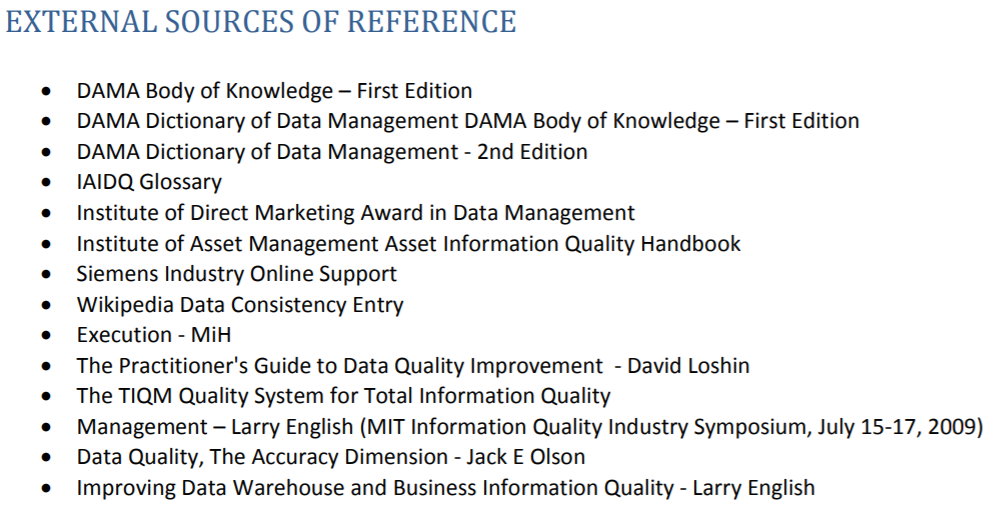 EXTERNAL SOURCES OF REFERENCE
• DAMA Body of Knowledge – First Edition
• DAMA Dictionary of Data Management DAMA Body of Knowledge – First Edition
• DAMA Dictionary of Data Management - 2nd Edition
• IAIDQ Glossary
• Institute of Direct Marketing Award in Data Management
• Institute of Asset Management Asset Information Quality Handbook
• Siemens Industry Online Support
• Wikipedia Data Consistency Entry
• Execution - MiH
• The Practitioner's Guide to Data Quality Improvement  - David Loshin
• The TIQM Quality System for Total Information Quality
• Management – Larry English (MIT Information Quality Industry Symposium, July 15-17, 2009)
• Data Quality, The Accuracy Dimension - Jack E Olson
• Improving Data Warehouse and Business Information Quality - Larry English